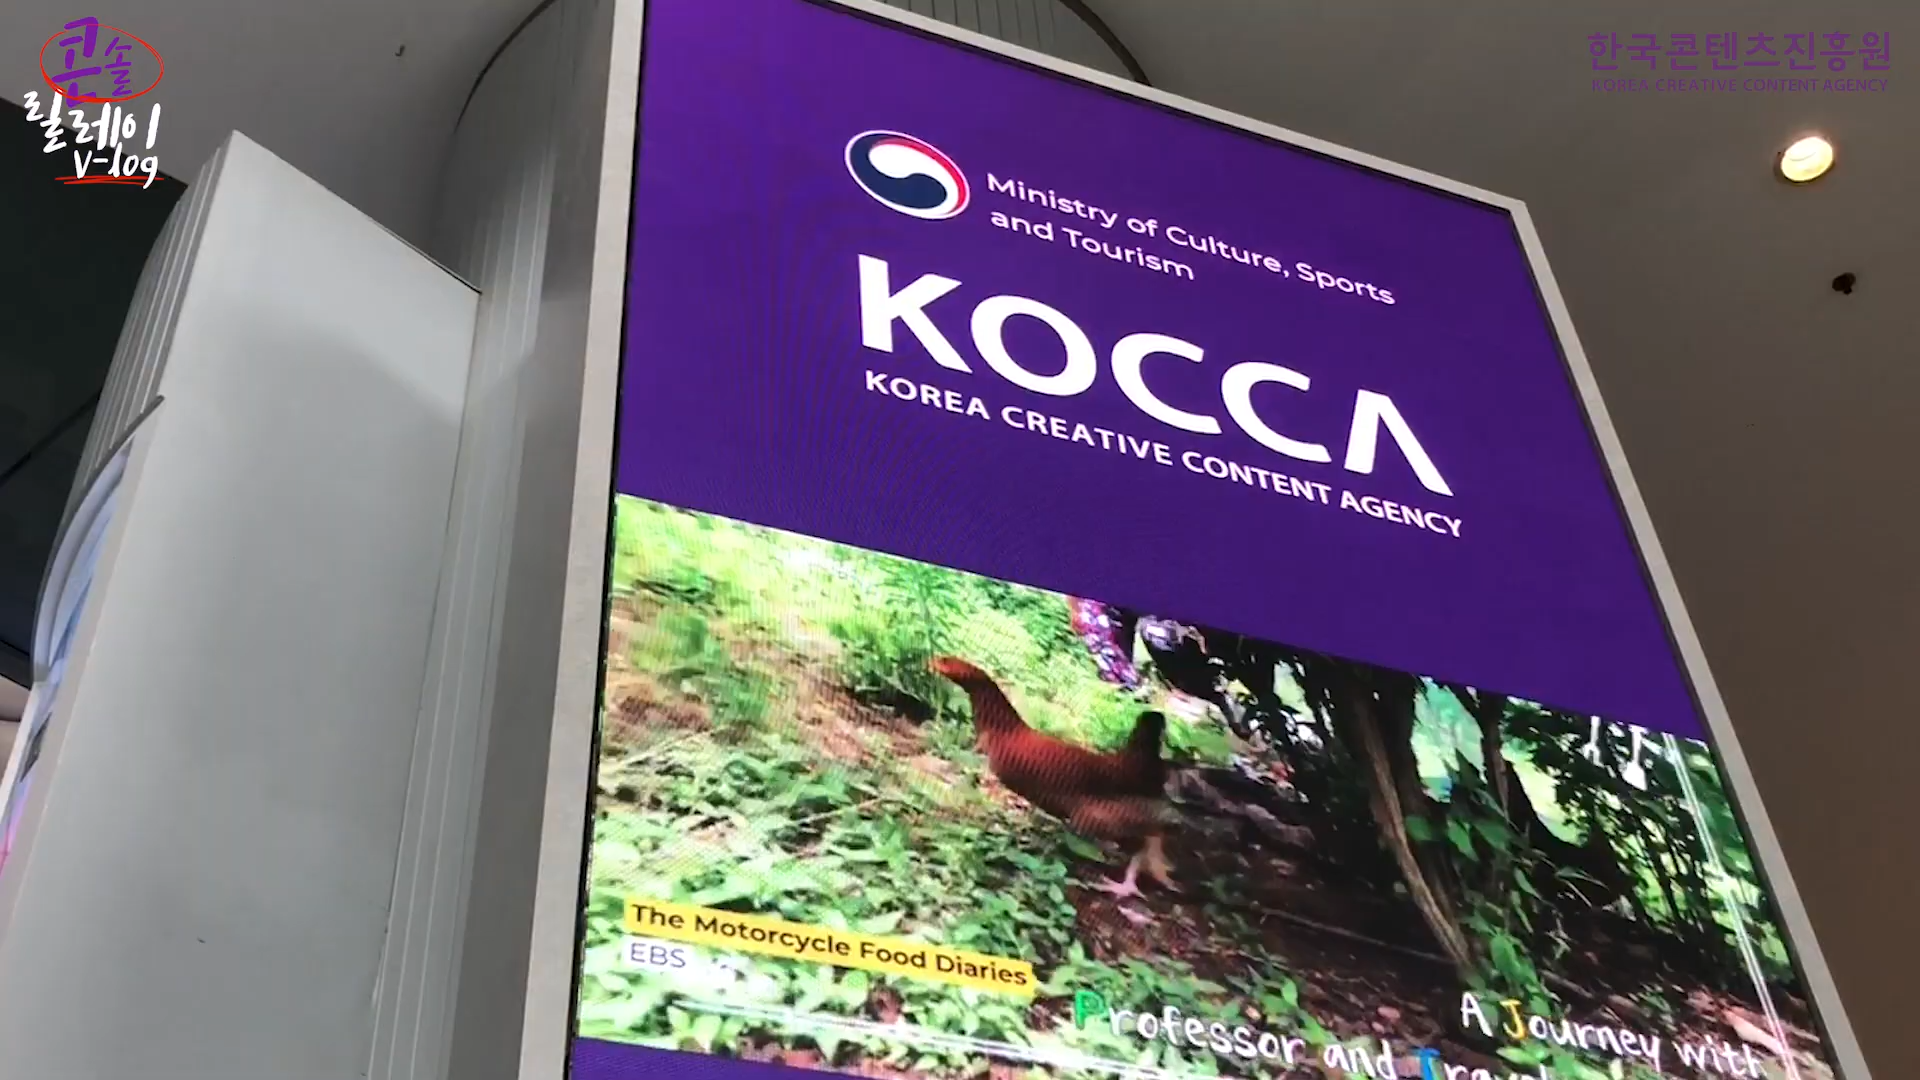 콘솔
릴레이
V-log
한국콘텐츠진흥원
KOREA CREATIVE CONTENT AGENCY
Ministry of Culture, Sports
and Tourism
KOCCA
KOREA CREATIVE CONTENT AGENCY
The Motorcycle Food Diaries
EBS
A Journey with
Professor and